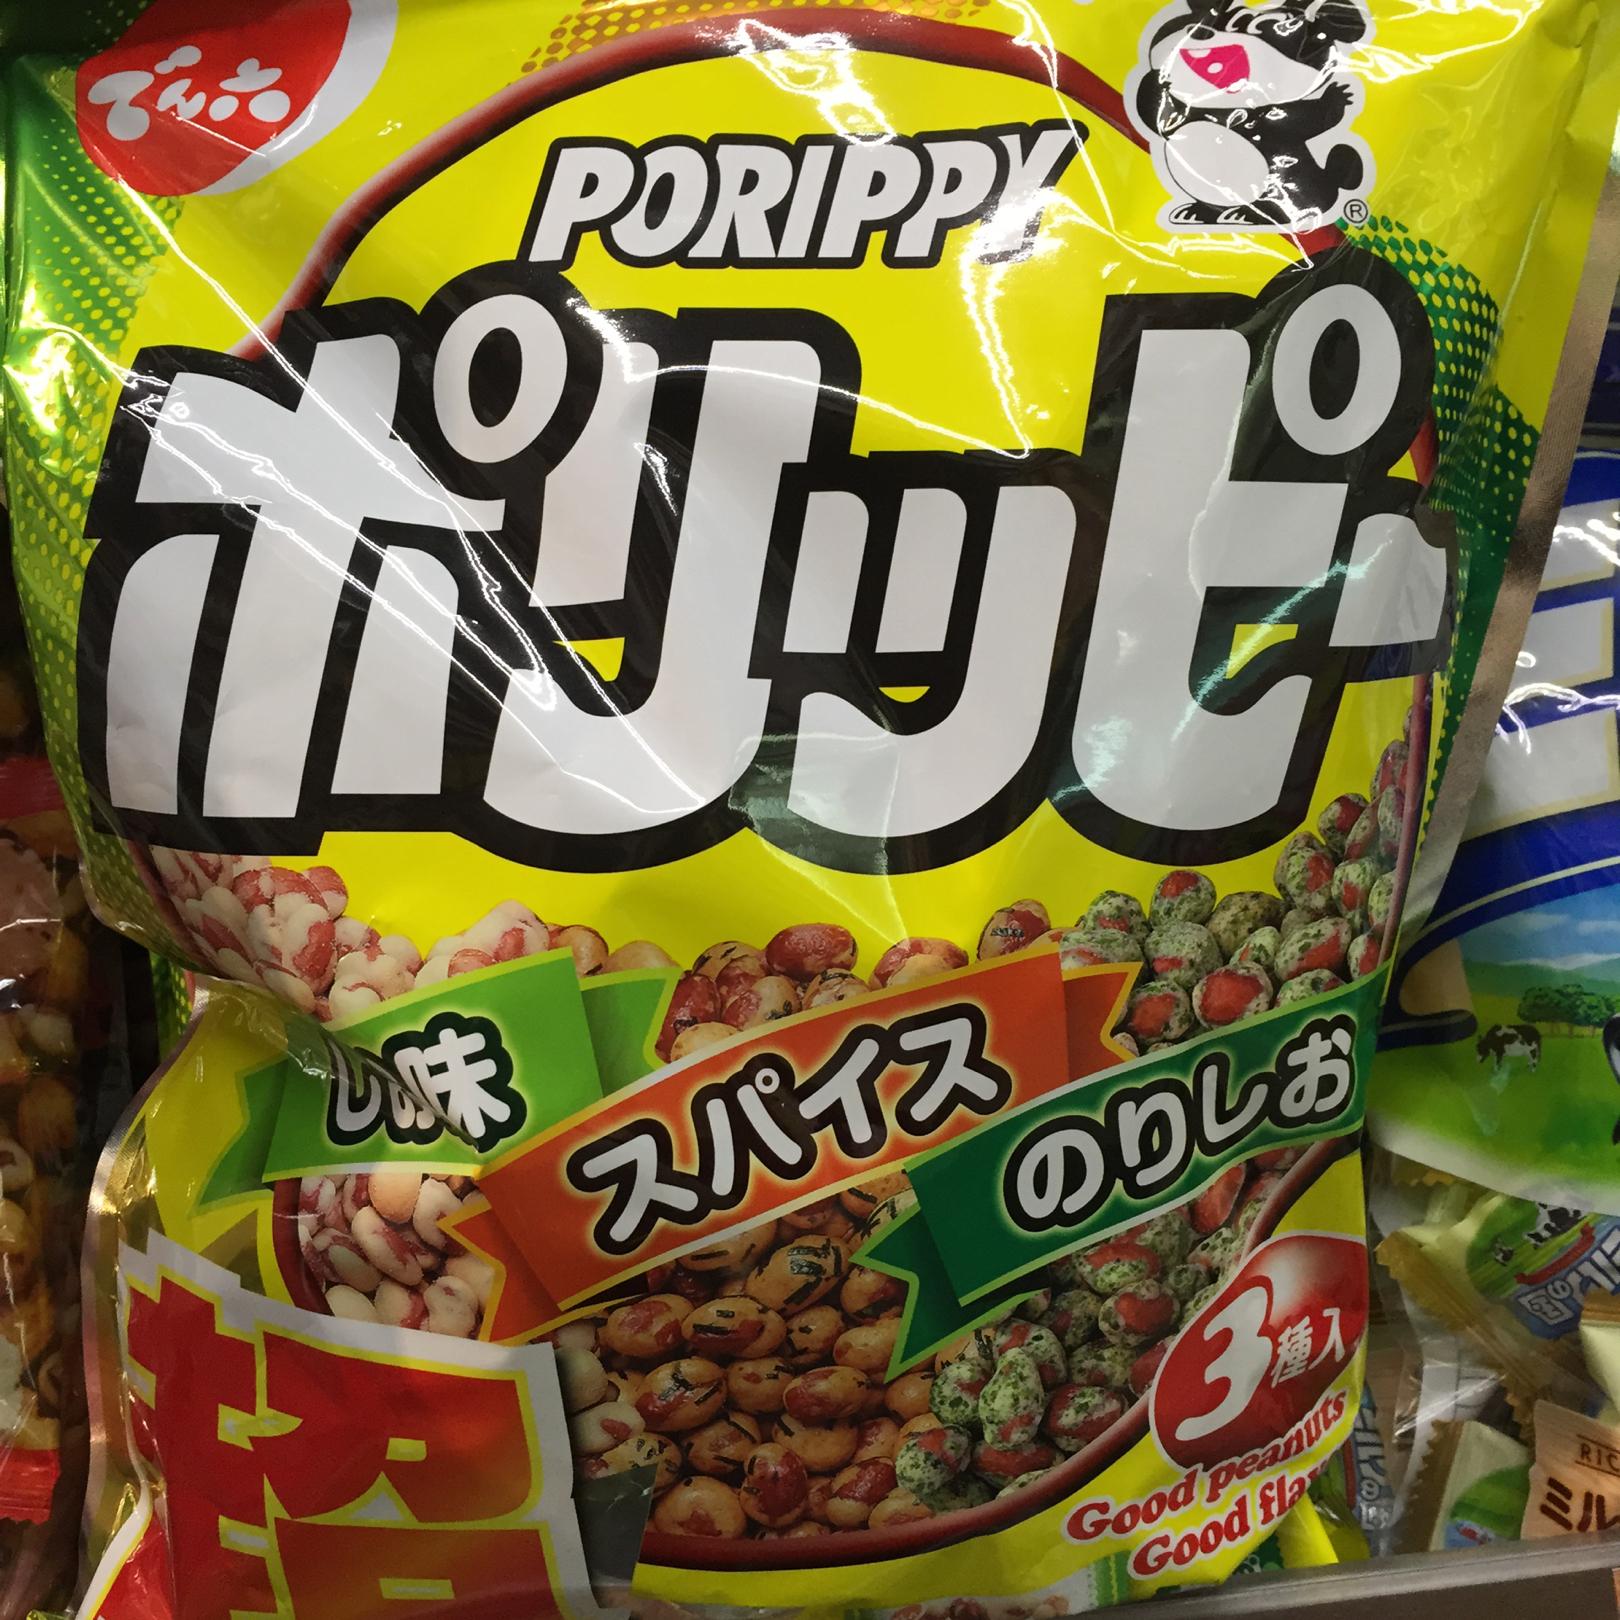 でん六
PORIPPY
ポリッピー
®
し味
スパイス
のりしお
3種入
Good peanuts
Good